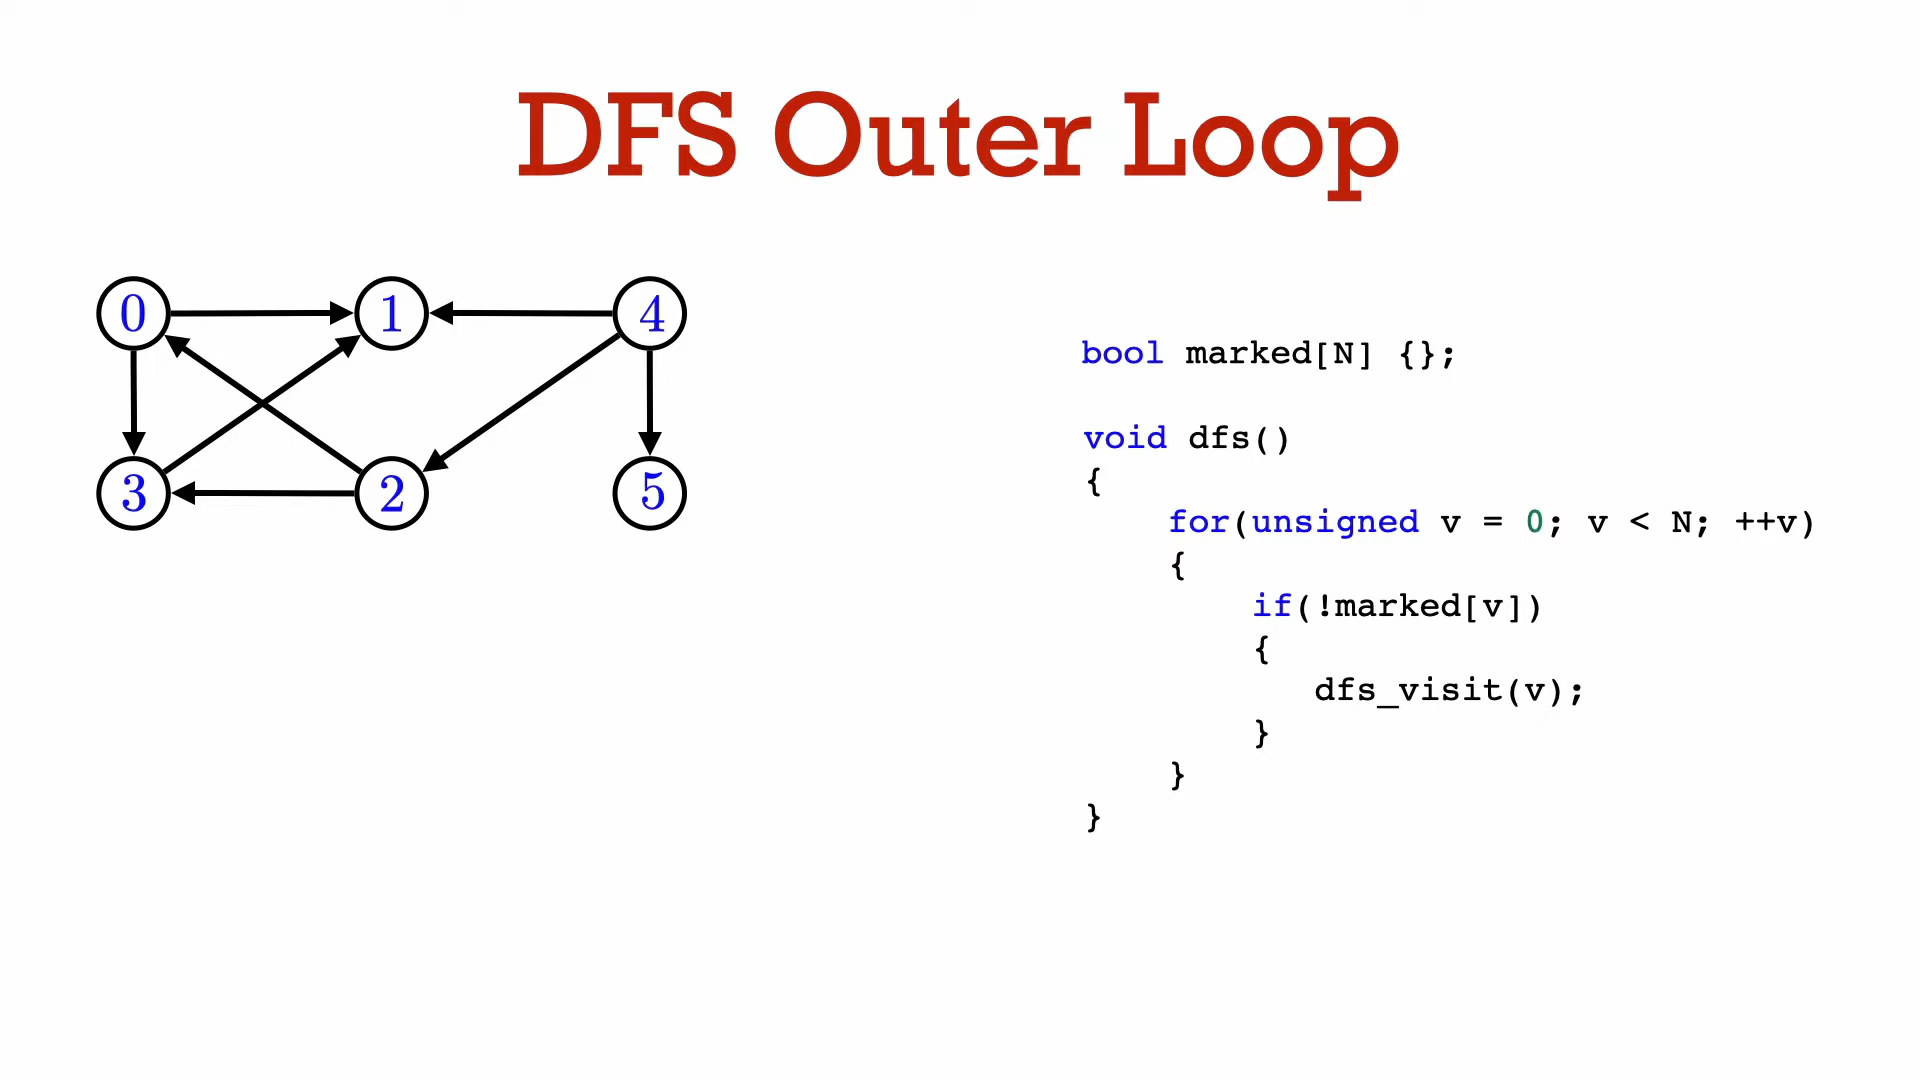 DFS Outer Loop
0 1 4
3 2 5
bool marked[N] {};
void dfs()
{
for(unsigned v = 0; v < N; ++v)
{
if(!marked[v])
{
dfs_visit(v);
}
}
}